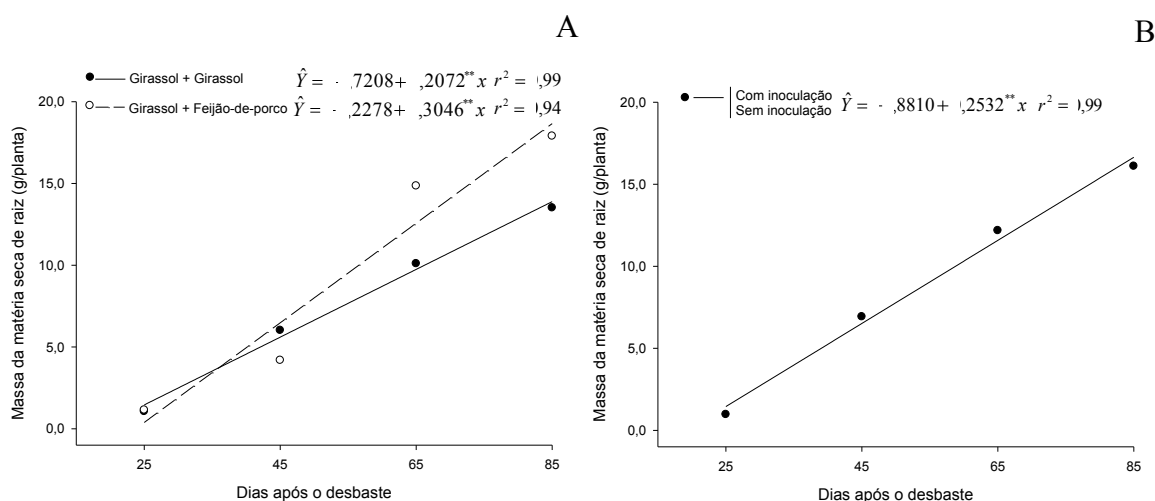 A
Girassol + Girassol Ŷ = - ,7208+ ,2072** x r² = ,99
Girassol + Feijão-de-porco Ŷ = - ,2278+ ,3046** x r² = ,94
Massa da matéria seca de raiz (g/planta)
20,0
15,0
10,0
5,0
0,0
25 45 65 85
Dias após o desbaste
B
Com inoculação
Sem inoculação Ŷ = - ,8810+ ,2532** x r² = ,99
Massa da matéria seca de raiz (g/planta)
20,0
15,0
10,0
5,0
0,0
25 45 65 85
Dias após o desbaste